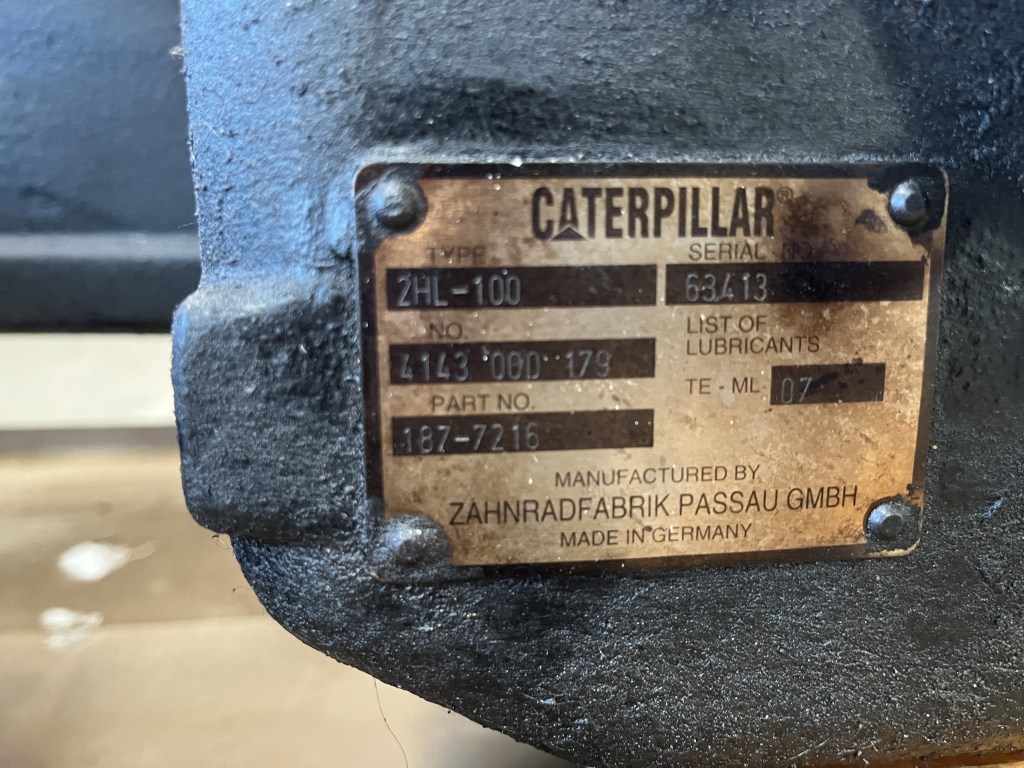 CATERPILLAR®
TYPE
SERIAL NO.
2HL-100
63413
NO.
4143 000 179
LIST OF
LUBRICANTS
TE - ML 07
PART NO.
187-7216
MANUFACTURED BY
ZAHNRADFABRIK PASSAU GMBH
MADE IN GERMANY